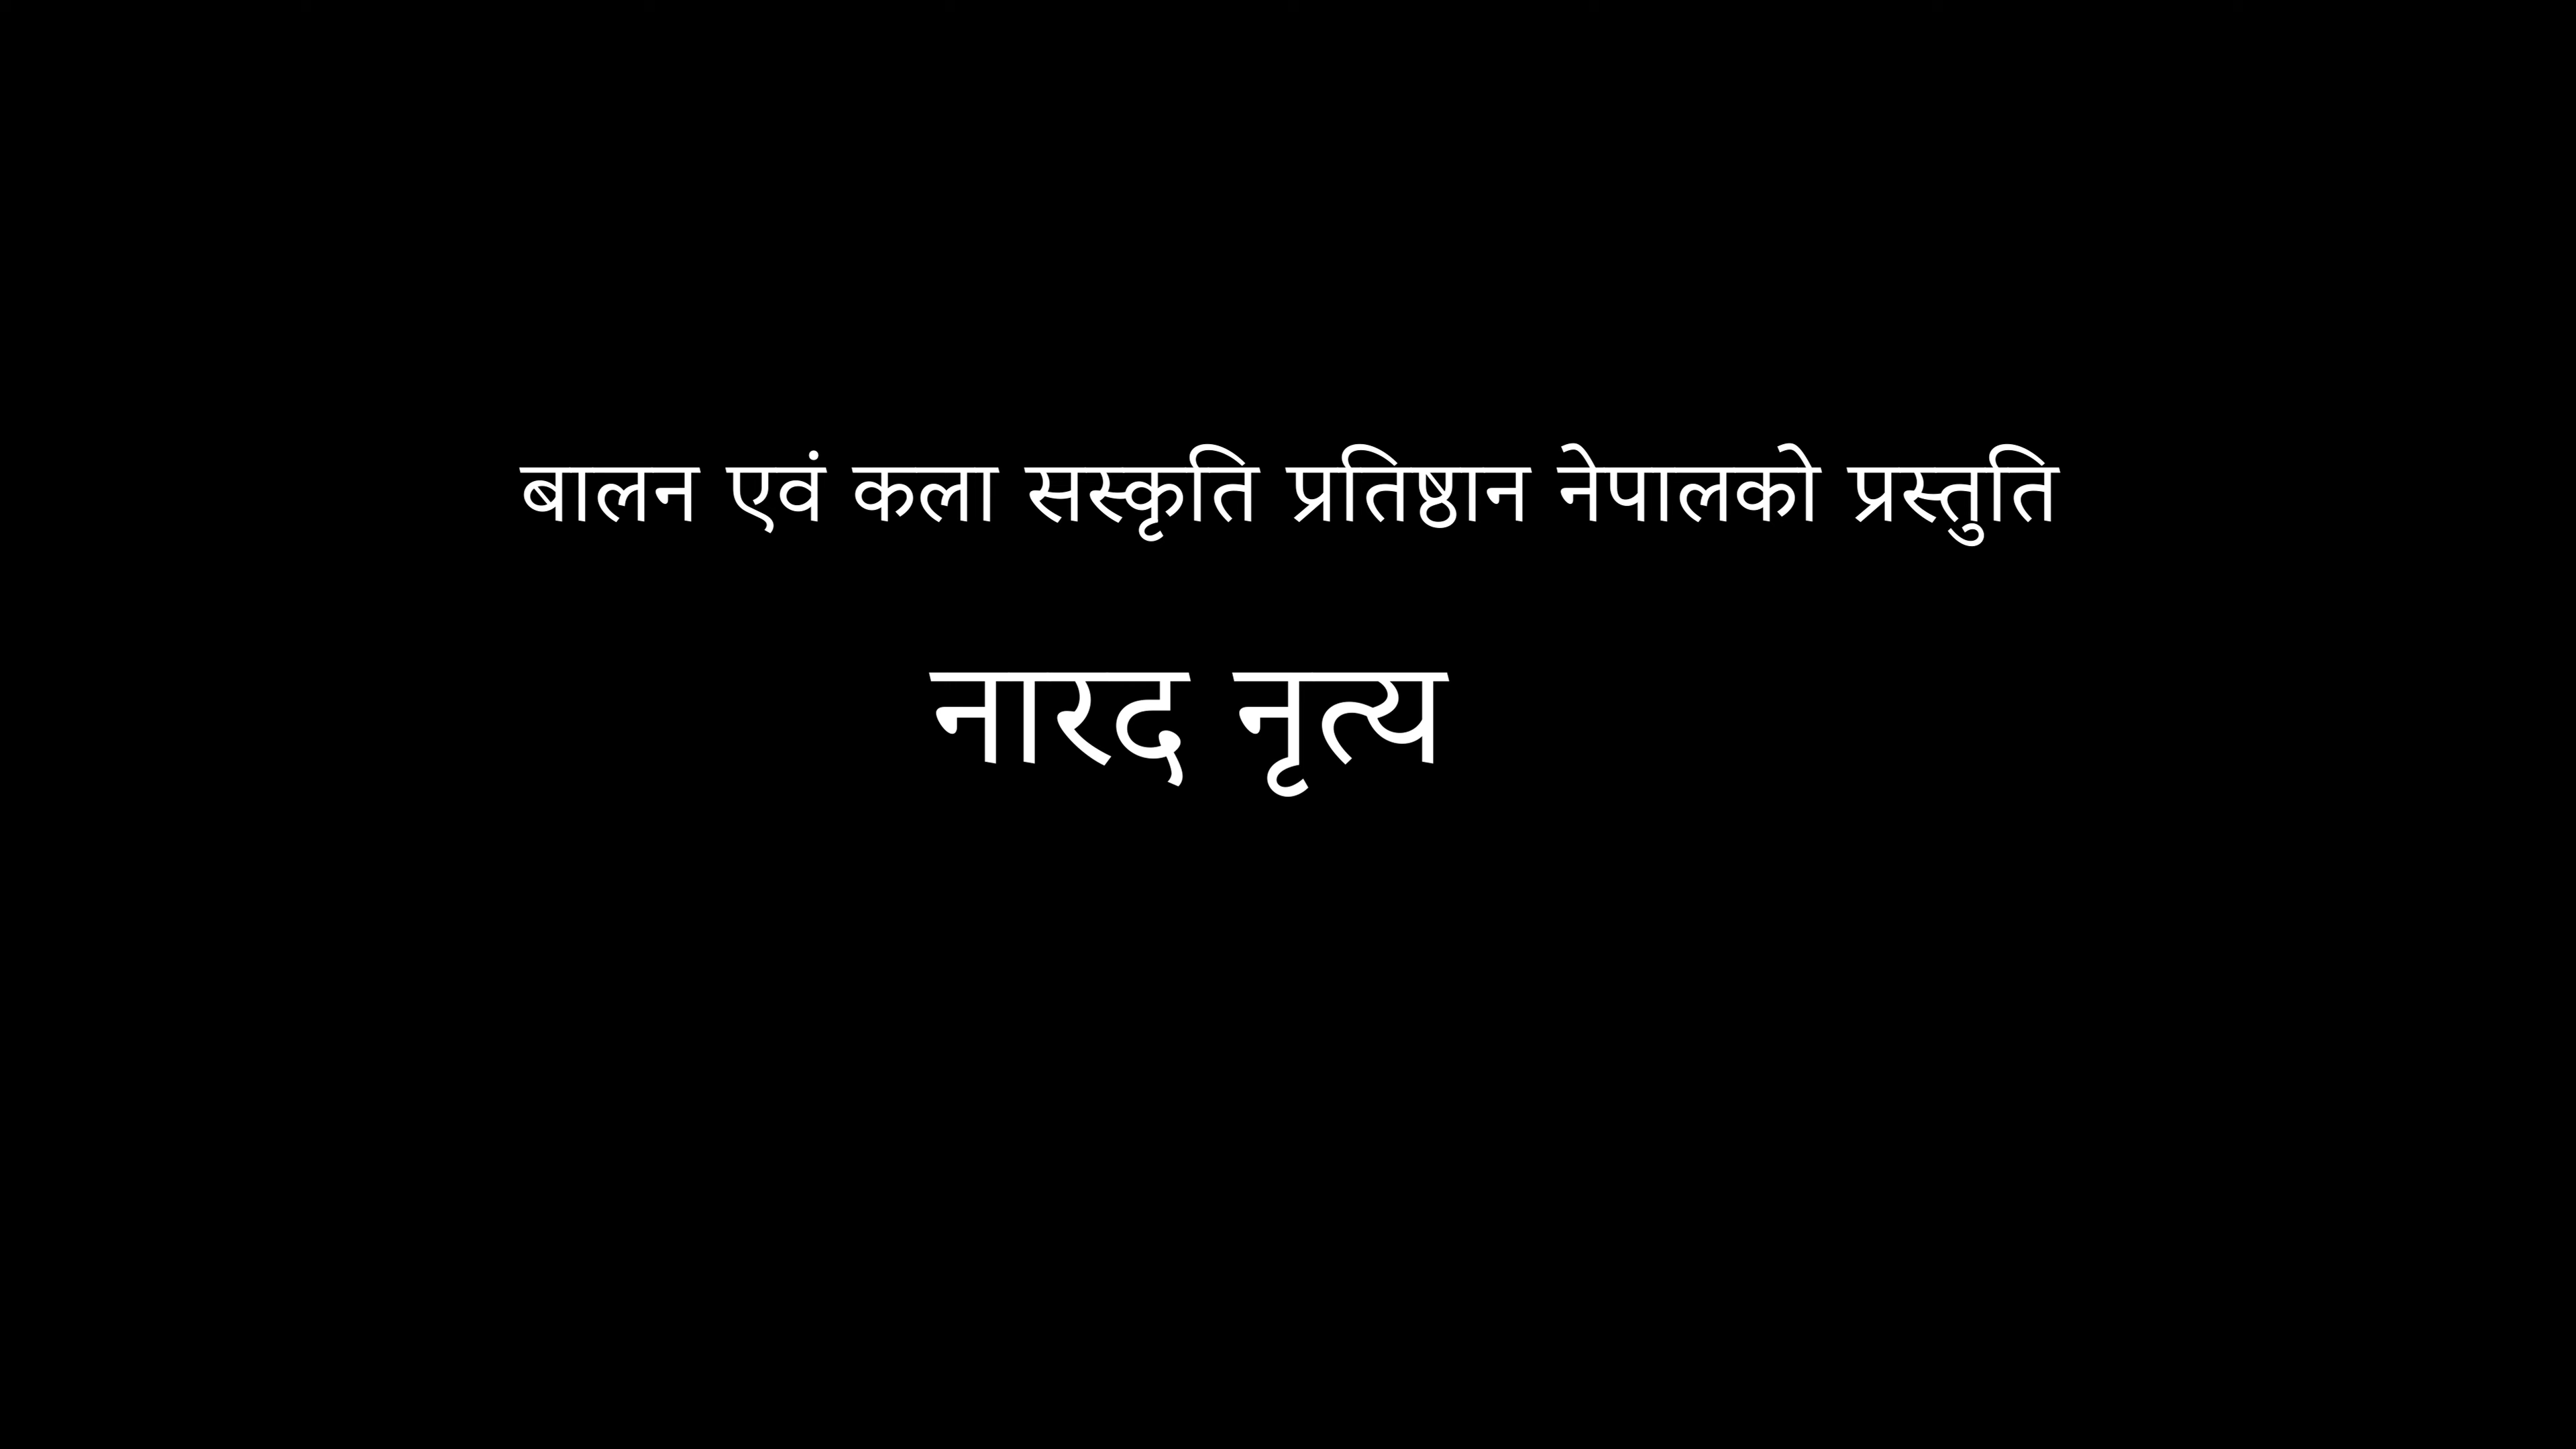 बालन एवं कला सस्कृति प्रतिष्ठान नेपालको प्रस्तुति
नारद नृत्य